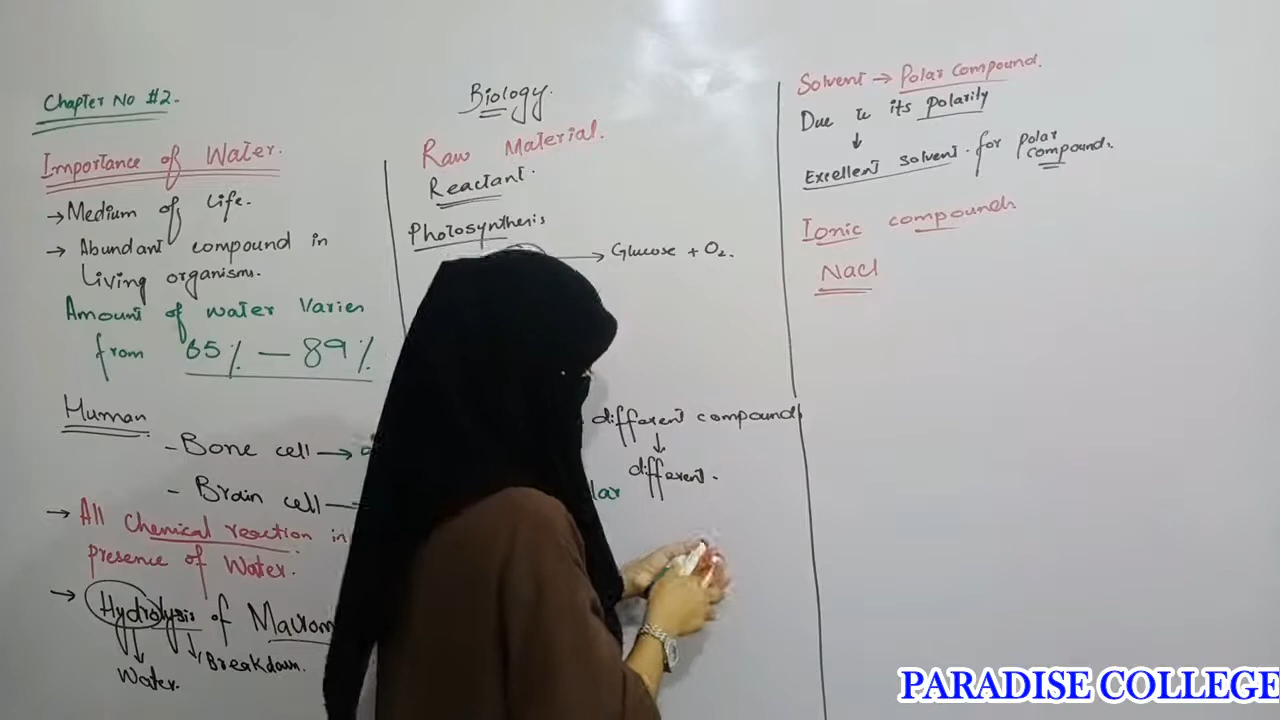 Chapter No #2.
Importance of Water.
→ Medium of life.
→ Abundant compound in
Living organism.
Amount of water varies
from 65% — 89%
Human
- Bone cell →
- Brain cell
→ All Chemical reaction in
presence of Water.
→ Hydrolysis of Macrom
Water. Breakdown.
Biology.
Raw Material.
Reactant.
Photosynthesis
→ Glucose + O2.
different compound
↓
different.
lar
Solvent → Polar compound.
Due to its polarity
↓
Excellent solvent for polar
compound.
Ionic compounds
Nacl
PARADISE COLLEGE